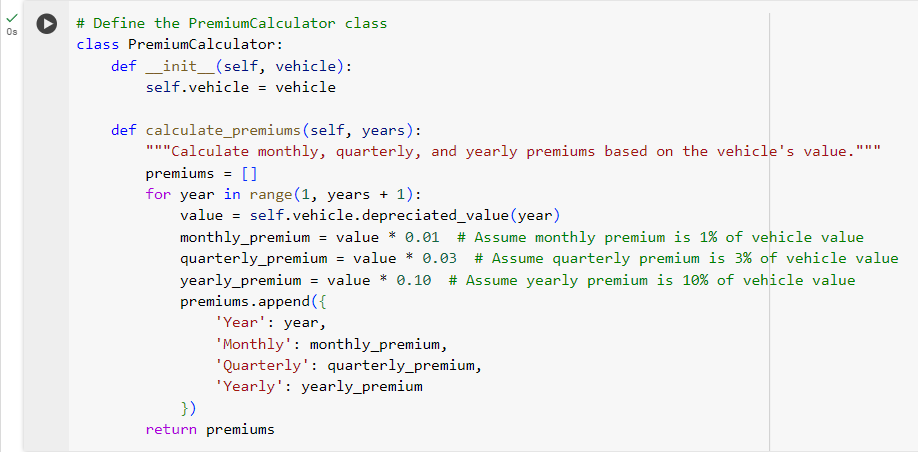 0s
# Define the PremiumCalculator class
class PremiumCalculator:
    def __init__(self, vehicle):
        self.vehicle = vehicle
    def calculate_premiums(self, years):
        """Calculate monthly, quarterly, and yearly premiums based on the vehicle's value."""
        premiums = []
        for year in range(1, years + 1):
            value = self.vehicle.depreciated_value(year)
            monthly_premium = value * 0.01  # Assume monthly premium is 1% of vehicle value
            quarterly_premium = value * 0.03  # Assume quarterly premium is 3% of vehicle value
            yearly_premium = value * 0.10  # Assume yearly premium is 10% of vehicle value
            premiums.append({
                'Year': year,
                'Monthly': monthly_premium,
                'Quarterly': quarterly_premium,
                'Yearly': yearly_premium
            })
        return premiums